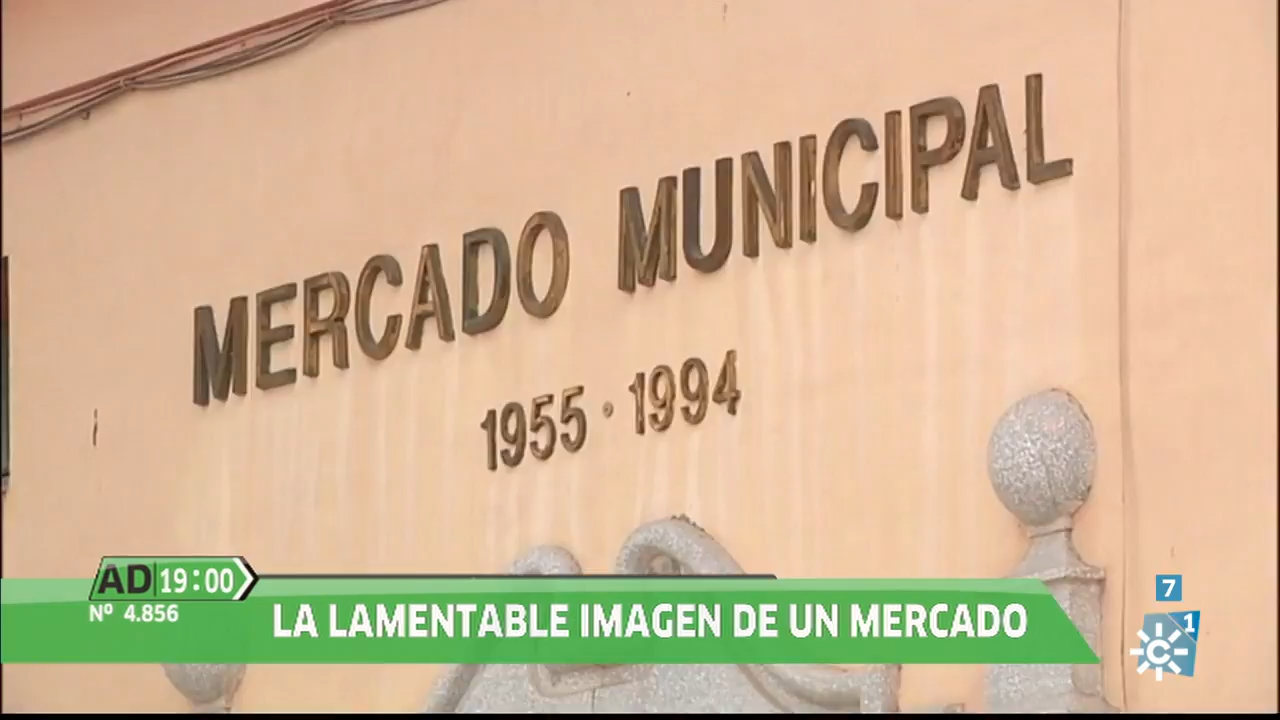 MERCADO MUNICIPAL
1955 · 1994
AD 19:00
Nº 4.856
LA LAMENTABLE IMAGEN DE UN MERCADO
7
1
C